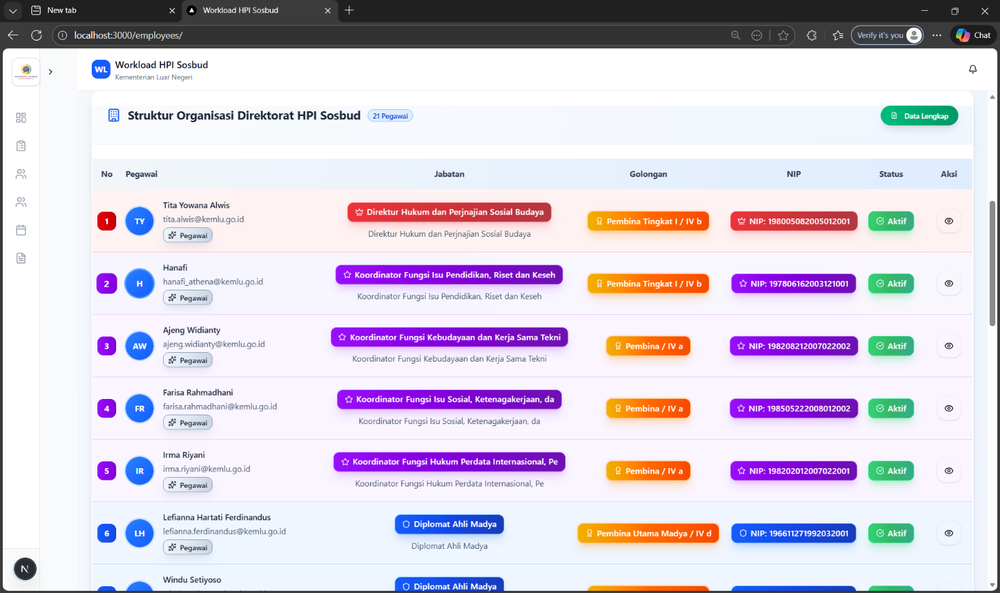 New tab
Workload HPI Sosbud
localhost:3000/employees/
Verify it's you
Chat
WL
Workload HPI Sosbud
Kementerian Luar Negeri
Struktur Organisasi Direktorat HPI Sosbud
21 Pegawai
Data Lengkap
No Pegawai Jabatan Golongan NIP Status Aksi
1
TY
Tita Yowana Alwis
tita.alwis@kemlu.go.id
Pegawai
Direktur Hukum dan Perjnajian Sosial Budaya
Direktur Hukum dan Perjnajian Sosial Budaya
Pembina Tingkat I / IV b
NIP: 198005082005012001
Aktif
2
H
Hanafi
hanafi_athena@kemlu.go.id
Pegawai
Koordinator Fungsi Isu Pendidikan, Riset dan Keseh
Koordinator Fungsi Isu Pendidikan, Riset dan Keseh
Pembina Tingkat I / IV b
NIP: 197806162003121001
Aktif
3
AW
Ajeng Widianty
ajeng.widianty@kemlu.go.id
Pegawai
Koordinator Fungsi Kebudayaan dan Kerja Sama Tekni
Koordinator Fungsi Kebudayaan dan Kerja Sama Tekni
Pembina / IV a
NIP: 198208212007022002
Aktif
4
FR
Farisa Rahmadhani
farisa.rahmadhani@kemlu.go.id
Pegawai
Koordinator Fungsi Isu Sosial, Ketenagakerjaan, da
Koordinator Fungsi Isu Sosial, Ketenagakerjaan, da
Pembina / IV a
NIP: 198505222008012002
Aktif
5
IR
Irma Riyani
irma.riyani@kemlu.go.id
Pegawai
Koordinator Fungsi Hukum Perdata Internasional, Pe
Koordinator Fungsi Hukum Perdata Internasional, Pe
Pembina / IV a
NIP: 198202012007022001
Aktif
6
LH
Lefianna Hartati Ferdinandus
lefianna.ferdinandus@kemlu.go.id
Pegawai
Diplomat Ahli Madya
Diplomat Ahli Madya
Pembina Utama Madya / IV d
NIP: 196611271992032001
Aktif
N
Windu Setiyoso
Diplomat Ahli Madya